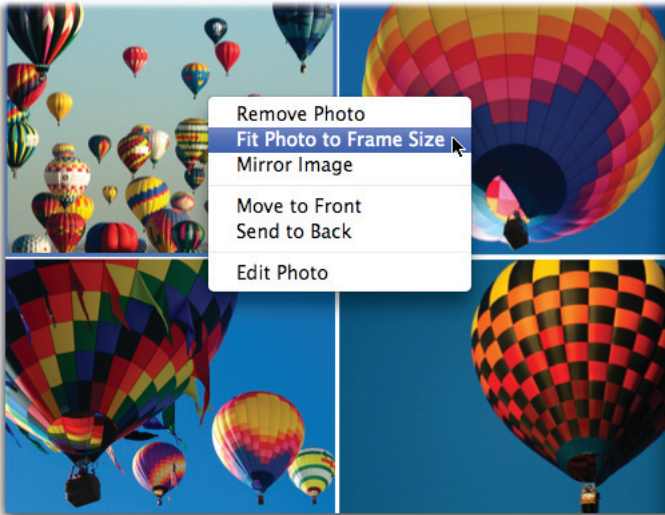 Remove Photo
Fit Photo to Frame Size
Mirror Image
Move to Front
Send to Back
Edit Photo